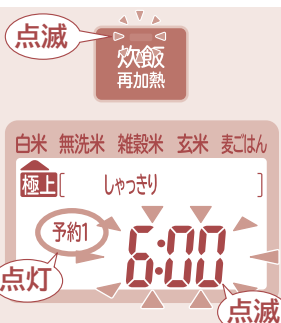 点滅
炊飯
再加熱
白米 無洗米 雑穀米 玄米 麦ごはん
極上[ しゃっきり ]
予約1
6:00
点灯
点滅